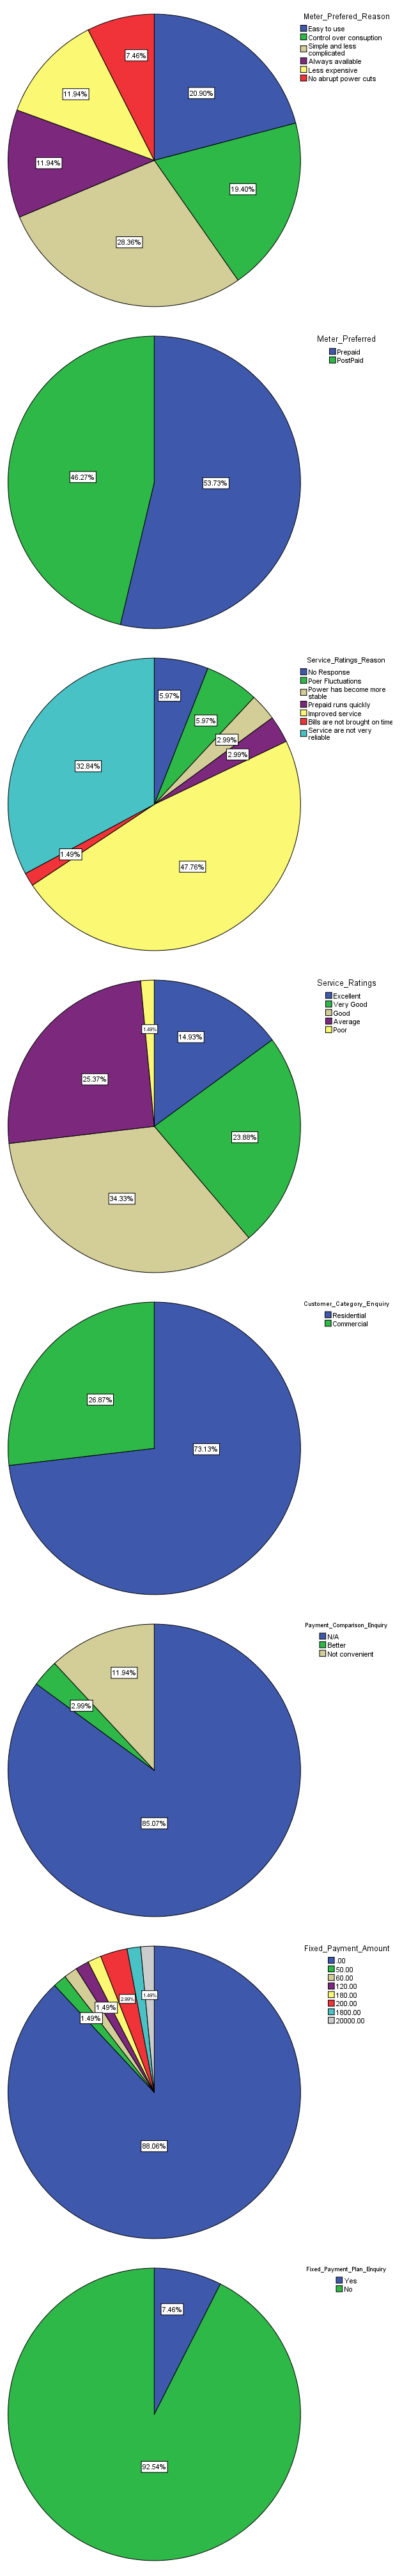 Meter_Prefered_Reason
Easy to use
Control over consuption
Simple and less
complicated
Always available
Less expensive
No abrupt power cuts
7.46%
20.90%
11.94%
11.94%
19.40%
28.36%
Meter_Preferred
Prepaid
PostPaid
46.27%
53.73%
Service_Ratings_Reason
No Response
Poer Fluctuations
Power has become more
stable
Prepaid runs quickly
Improved service
Bills are not brought on time
Service are not very
reliable
5.97%
5.97%
2.99%
2.99%
32.84%
1.49%
47.76%
Service_Ratings
Excellent
Very Good
Good
Average
Poor
1.49%
14.93%
25.37%
23.88%
34.33%
Customer_Category_Enquiry
Residential
Commercial
26.87%
73.13%
Payment_Comparison_Enquiry
N/A
Better
Not convenient
11.94%
2.99%
85.07%
Fixed_Payment_Amount
.00
50.00
60.00
120.00
180.00
200.00
1800.00
20000.00
1.49%
2.99%
1.49%
1.49%
88.06%
Fixed_Payment_Plan_Enquiry
Yes
No
7.46%
92.54%